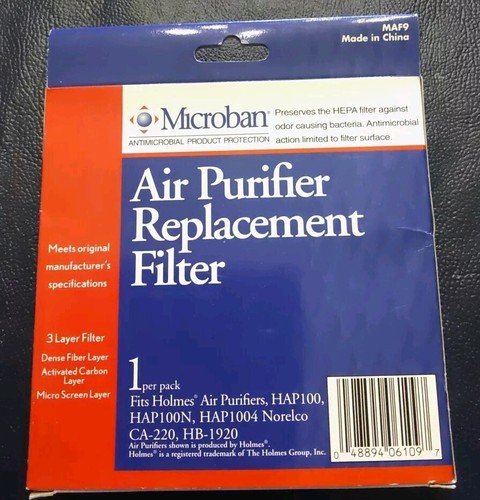 MAF9
Made in China
Microban®
ANTIMICROBIAL PRODUCT PROTECTION
Preserves the HEPA filter against
odor causing bacteria. Antimicrobial
action limited to filter surface.
Air Purifier
Replacement
Filter
Meets original
manufacturer's
specifications
3 Layer Filter
Dense Fiber Layer
Activated Carbon
Layer
Micro Screen Layer
1 per pack
Fits Holmes® Air Purifiers, HAP100,
HAP100N, HAP1004 Norelco
CA-220, HB-1920
Air Purifiers shown is produced by Holmes®.
Holmes® is a registered trademark of The Holmes Group, Inc.
0 48894 06109 7